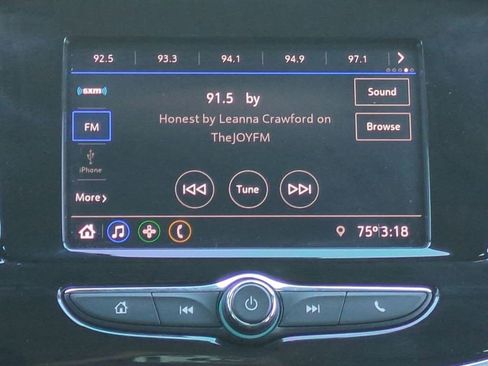 92.5 93.3 94.1 94.9 97.1
sxm
Sound
91.5 by
FM
Honest by Leanna Crawford on
TheJOYFM
Browse
iPhone
Tune
More
75° 3:18